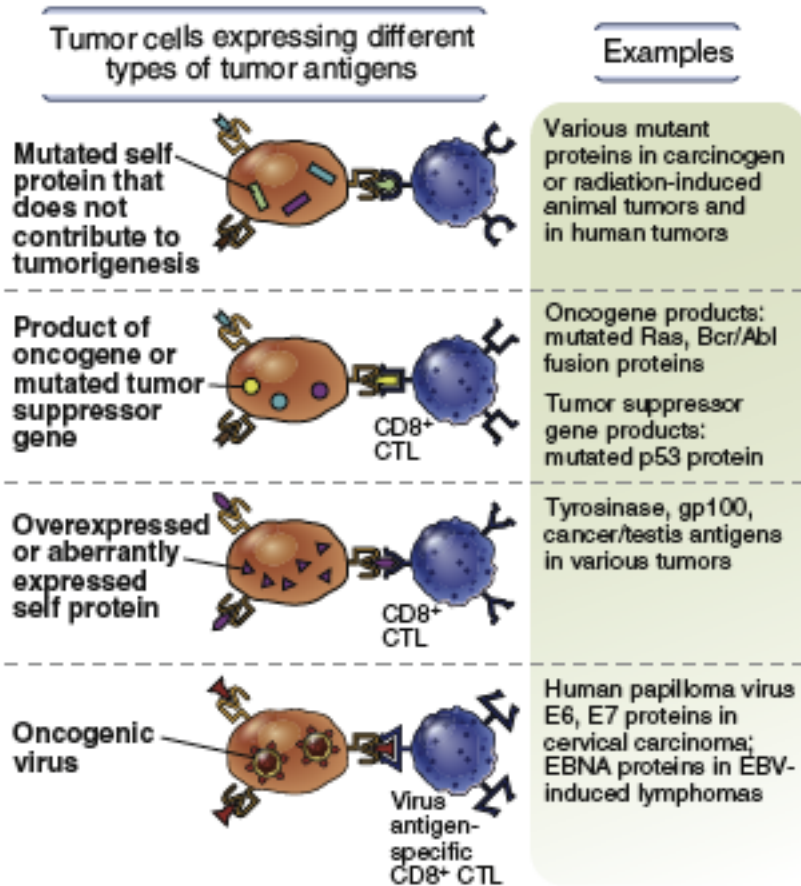 Tumor cells expressing different
types of tumor antigens
Examples
Mutated self
protein that
does not
contribute to
tumorigenesis
Various mutant
proteins in carcinogen
or radiation-induced
animal tumors and
in human tumors
Product of
oncogene or
mutated tumor
suppressor
gene
CD8+
CTL
Oncogene products:
mutated Ras, Bcr/Abl
fusion proteins
Tumor suppressor
gene products:
mutated p53 protein
Overexpressed
or aberrantly
expressed
self protein
CD8+
CTL
Tyrosinase, gp100,
cancer/testis antigens
in various tumors
Oncogenic
virus
Virus
antigen-
specific
CD8+ CTL
Human papilloma virus
E6, E7 proteins in
cervical carcinoma;
EBNA proteins in EBV-
induced lymphomas